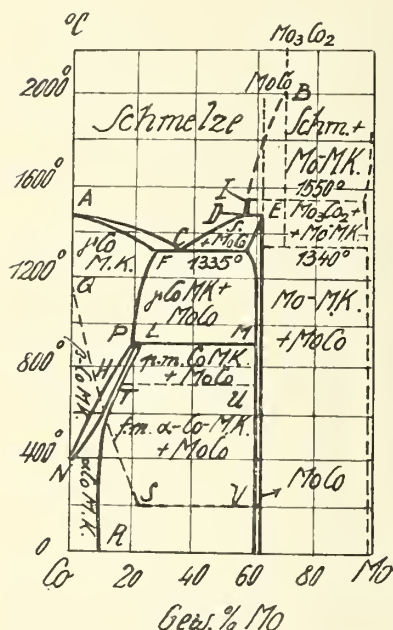 °C
Mo₃Co₂
2000°
MoCo
B
Schmelze
Schm.+
Mo-MK.
1600°
1550°
A
I
D
E
S.
+MoCo
Mo₃Co₂+
+Mo-MK.
C
F
1335°
1340°
γCo
M.K.
1200°
Q
γCoMK+
MoCo
Mo-MK.
+MoCo
P
L
M
800°
H
n.m. CoMK.
+MoCo
T
U
f.m. α-Co-MK.
+MoCo
400°
N
αCo M.K.
S
V
MoCo
R
0
Co
20
40
60
80
Mo
Gew.% Mo